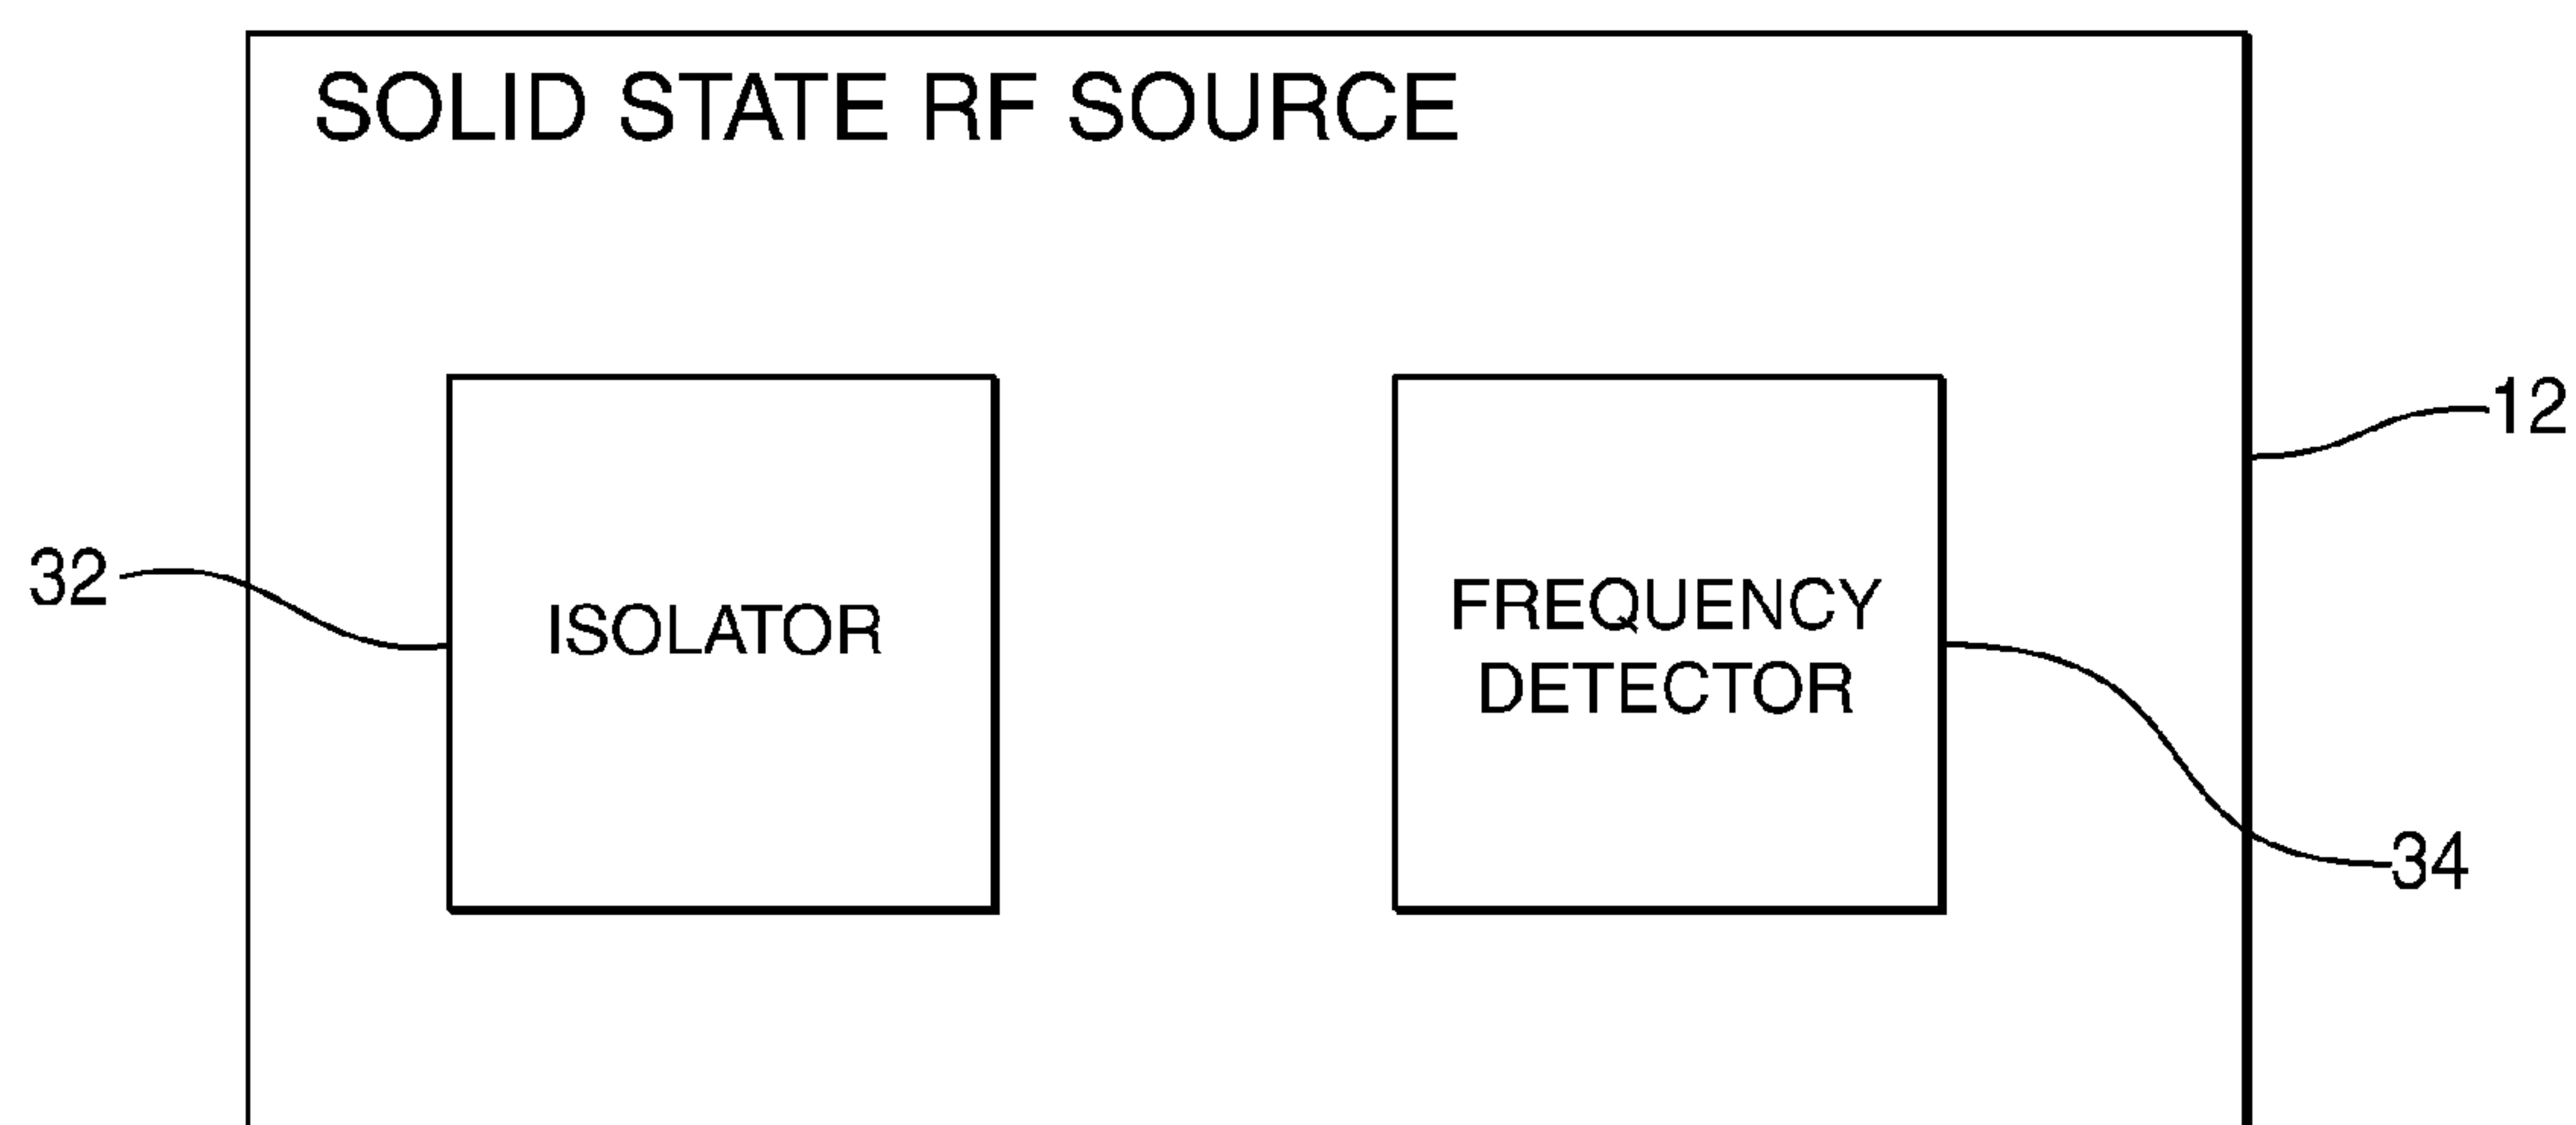 SOLID STATE RF SOURCE
12
32
ISOLATOR
FREQUENCY
DETECTOR
34